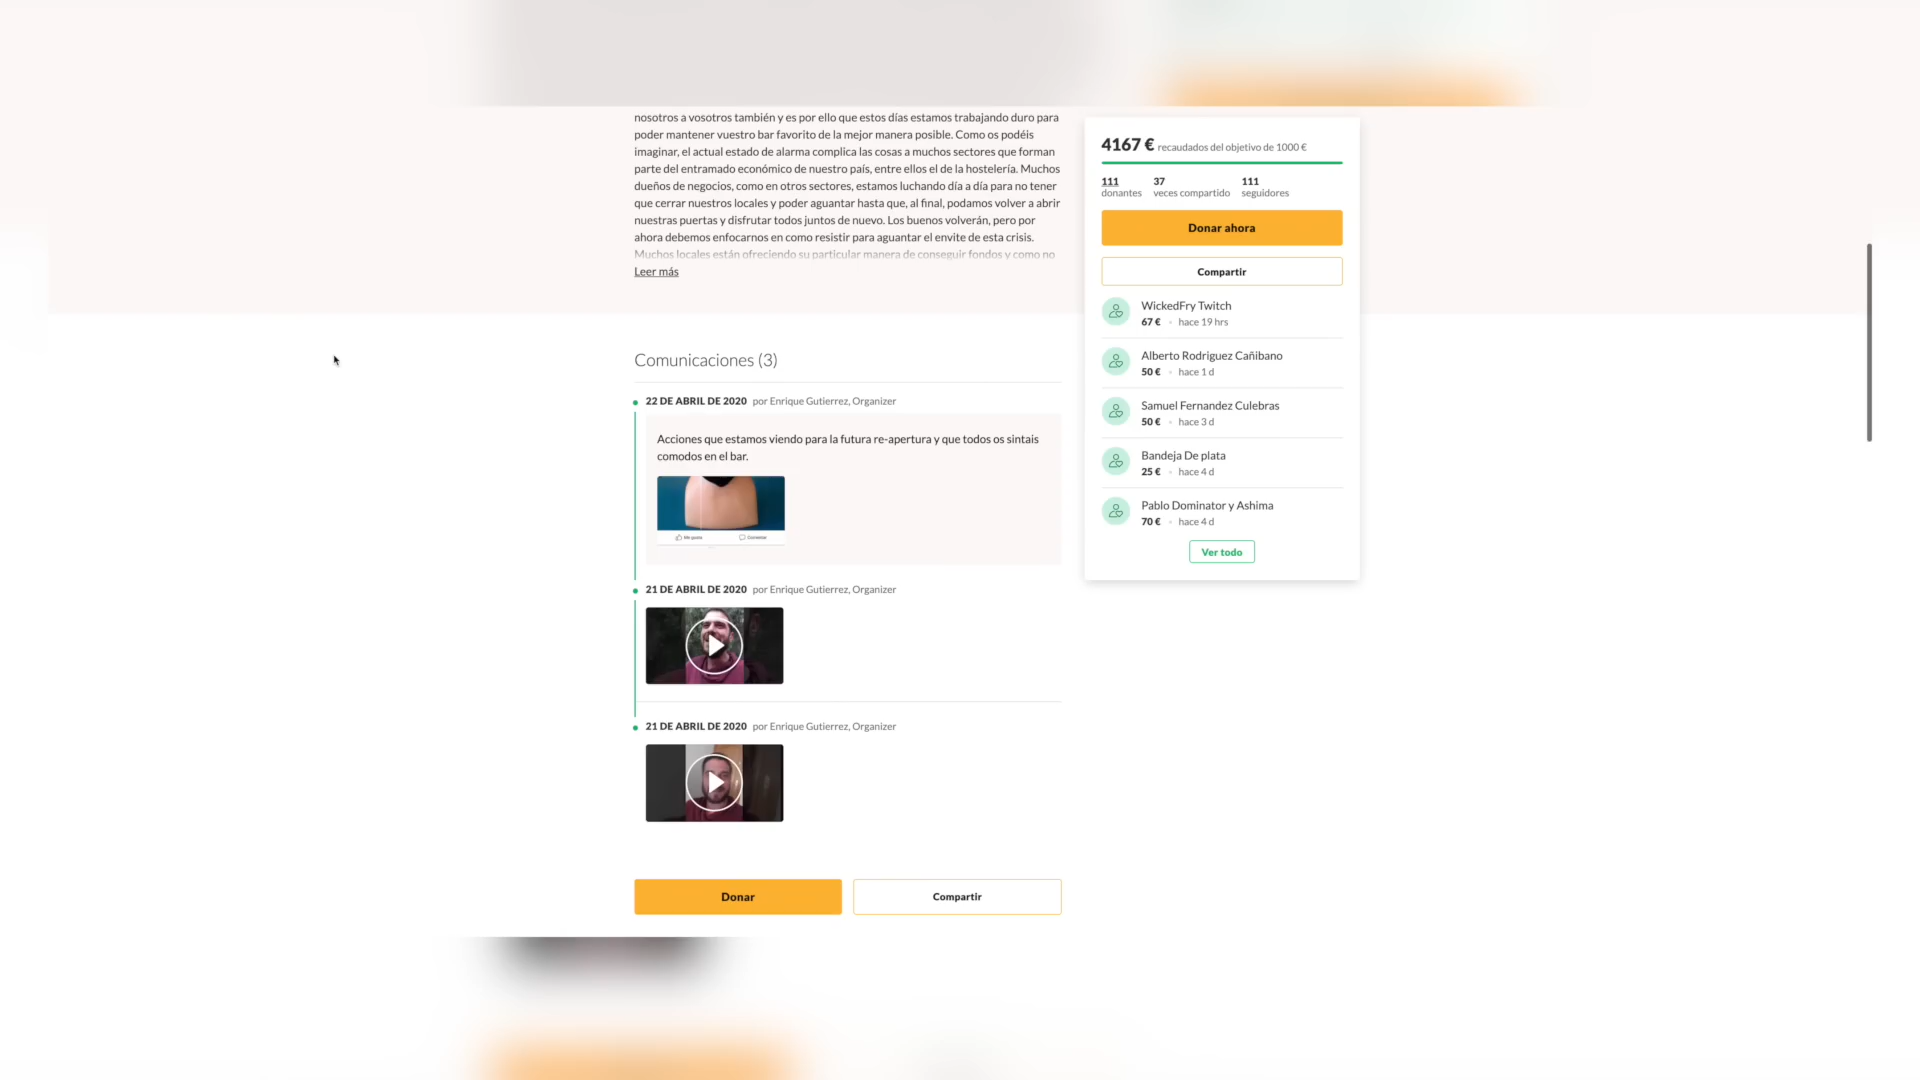 nosotros a vosotros también y es por ello que estos días estamos trabajando duro para
poder mantener vuestro bar favorito de la mejor manera posible. Como os podéis
imaginar, el actual estado de alarma complica las cosas a muchos sectores que forman
parte del entramado económico de nuestro país, entre ellos el de la hostelería. Muchos
dueños de negocios, como en otros sectores, estamos luchando día a día para no tener
que cerrar nuestros locales y poder aguantar hasta que, al final, podamos volver a abrir
nuestras puertas y disfrutar todos juntos de nuevo. Los buenos volverán, pero por
ahora debemos enfocarnos en como resistir para aguantar el envite de esta crisis.
Muchos locales están ofreciendo su particular manera de conseguir fondos y como no
Leer más
Comunicaciones (3)
22 DE ABRIL DE 2020 por Enrique Gutierrez, Organizer
Acciones que estamos viendo para la futura re-apertura y que todos os sintais
comodos en el bar.
Me gusta Comentar
21 DE ABRIL DE 2020 por Enrique Gutierrez, Organizer
21 DE ABRIL DE 2020 por Enrique Gutierrez, Organizer
Donar Compartir
4167 € recaudados del objetivo de 1000 €
111 37 111
donantes veces compartido seguidores
Donar ahora
Compartir
WickedFry Twitch
67 € • hace 19 hrs
Alberto Rodriguez Cañibano
50 € • hace 1 d
Samuel Fernandez Culebras
50 € • hace 3 d
Bandeja De plata
25 € • hace 4 d
Pablo Dominator y Ashima
70 € • hace 4 d
Ver todo